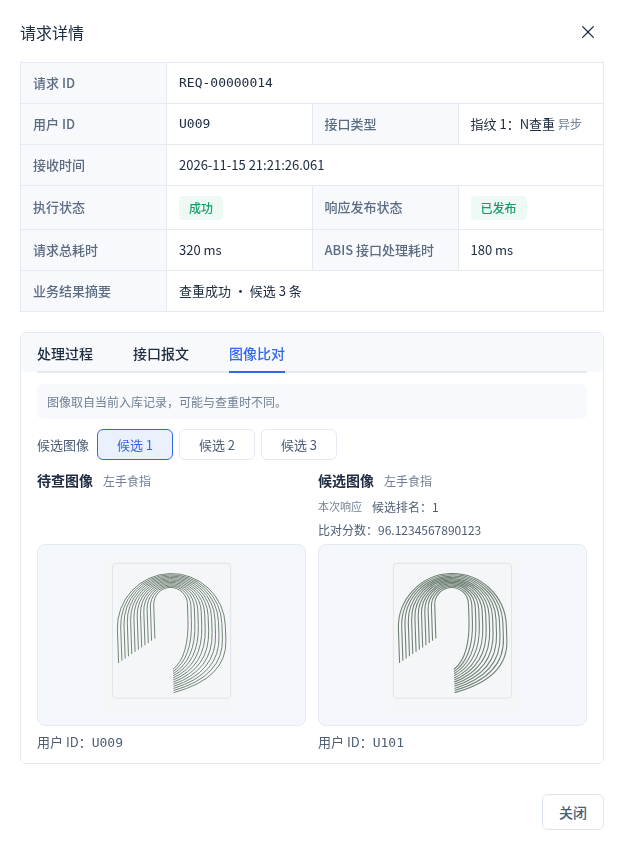 请求详情
请求 ID REQ-00000014
用户 ID U009 接口类型 指纹 1：N查重 异步
接收时间 2026-11-15 21:21:26.061
执行状态 成功 响应发布状态 已发布
请求总耗时 320 ms ABIS 接口处理耗时 180 ms
业务结果摘要 查重成功 · 候选 3 条
处理过程 接口报文 图像比对
图像取自当前入库记录，可能与查重时不同。
候选图像 候选 1 候选 2 候选 3
待查图像 左手食指 候选图像 左手食指
本次响应 候选排名：1
比对分数：96.1234567890123
用户 ID：U009 用户 ID：U101
关闭